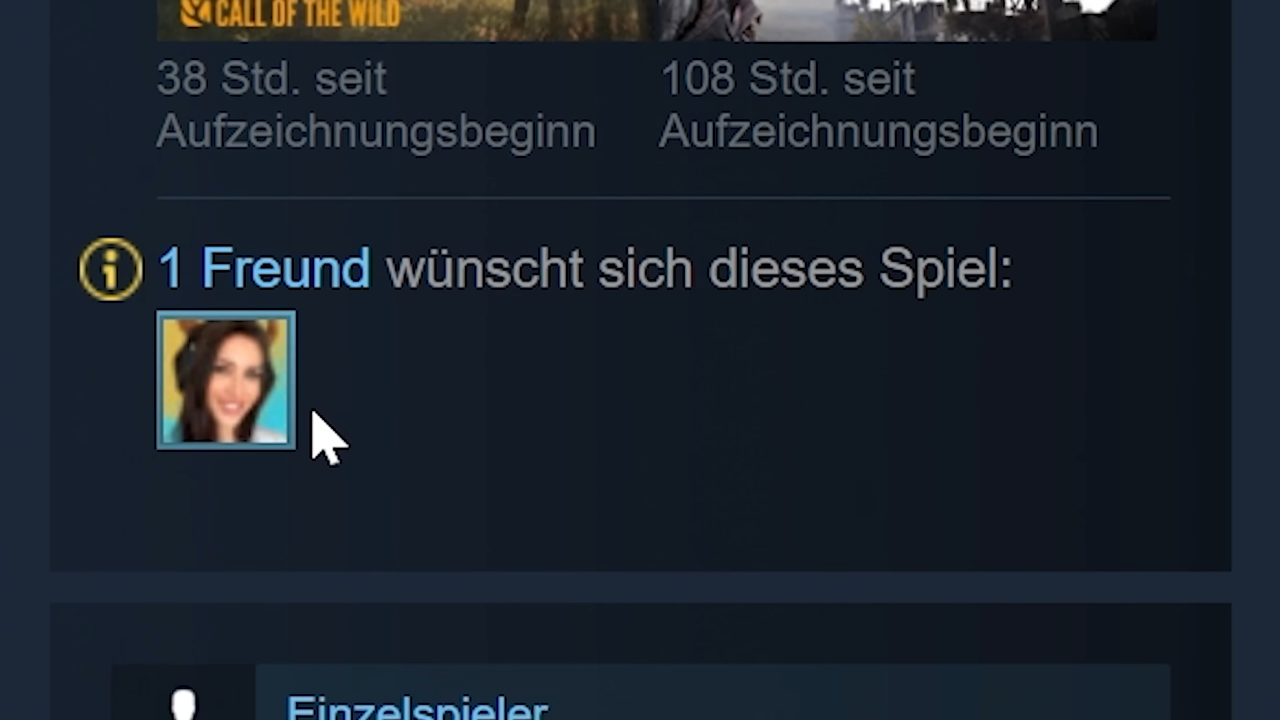 CALL OF THE WILD
38 Std. seit
Aufzeichnungsbeginn
108 Std. seit
Aufzeichnungsbeginn
1 Freund wünscht sich dieses Spiel:
Einzelspieler